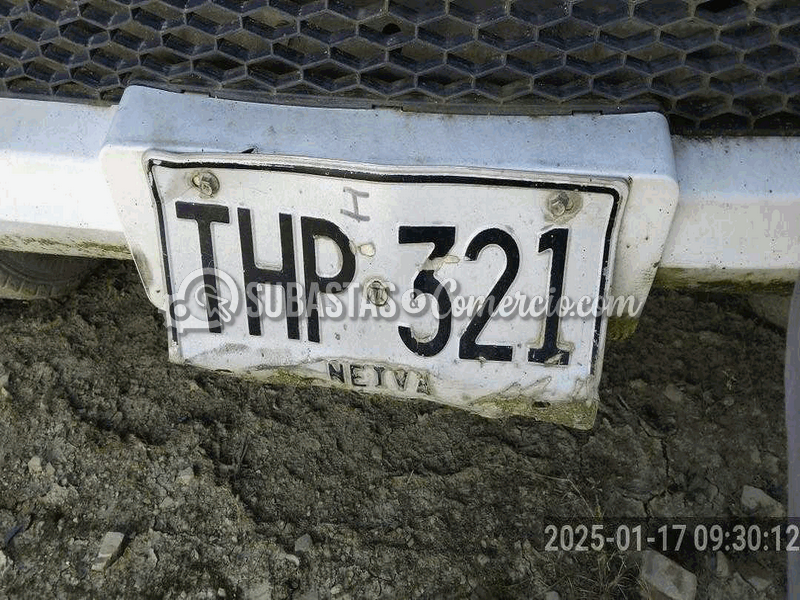 H
THP 321
SUBASTAS & Comercio.com
NEIVA
2025-01-17 09:30:12